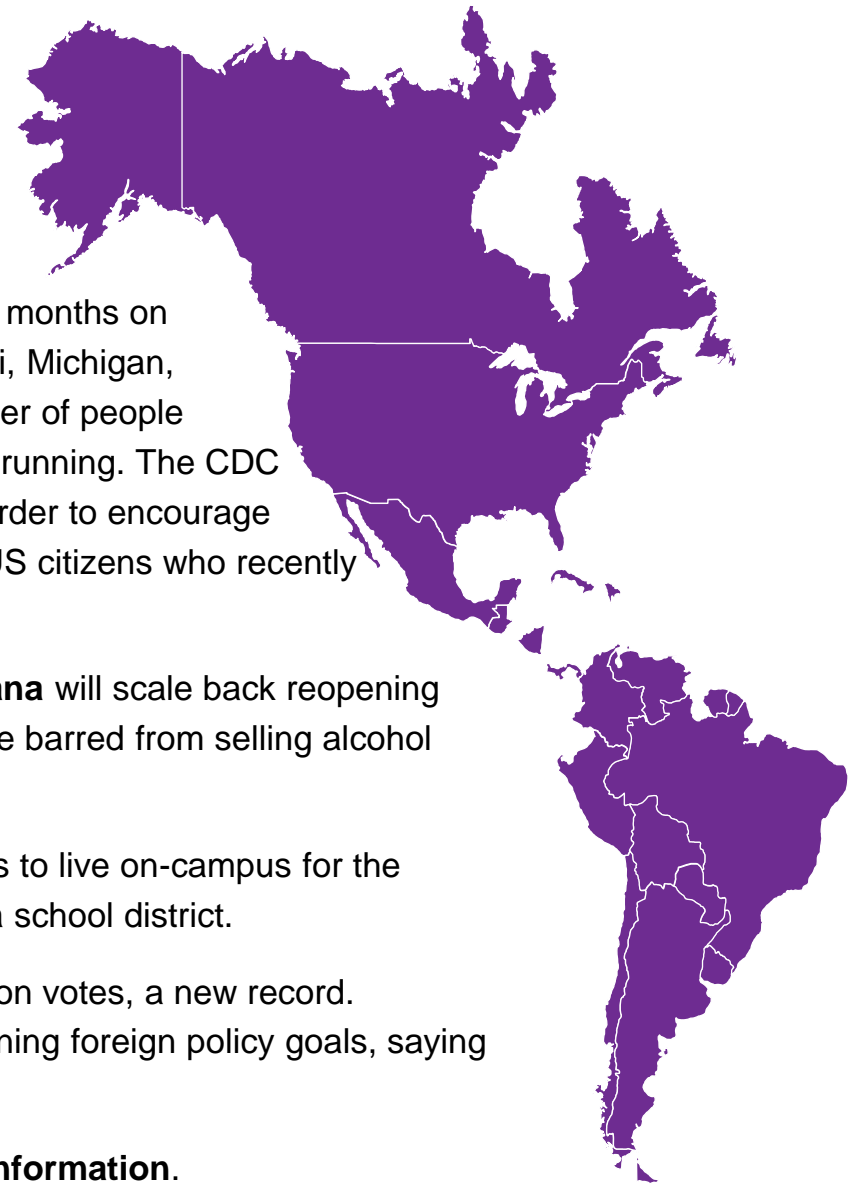 months on
i, Michigan,
er of people
running. The CDC
rder to encourage
US citizens who recently
ana will scale back reopening
e barred from selling alcohol
s to live on-campus for the
a school district.
on votes, a new record.
ning foreign policy goals, saying
nformation.